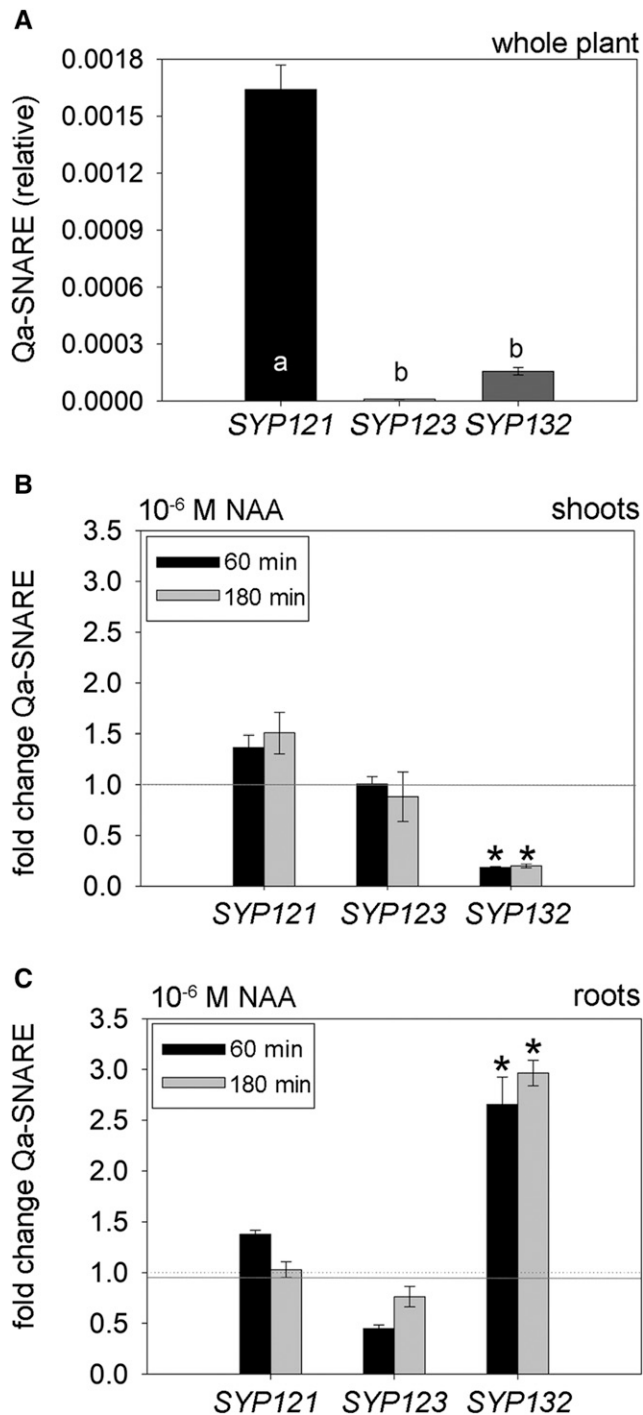 A
whole plant
Qa-SNARE (relative)
0.0018
0.0015
0.0012
0.0009
0.0006
0.0003
0.0000
a
b
b
SYP121 SYP123 SYP132
B
10⁻⁶ M NAA
shoots
fold change Qa-SNARE
3.5
3.0
2.5
2.0
1.5
1.0
0.5
0.0
60 min
180 min
* *
SYP121 SYP123 SYP132
C
10⁻⁶ M NAA
roots
fold change Qa-SNARE
3.5
3.0
2.5
2.0
1.5
1.0
0.5
0.0
60 min
180 min
* *
SYP121 SYP123 SYP132